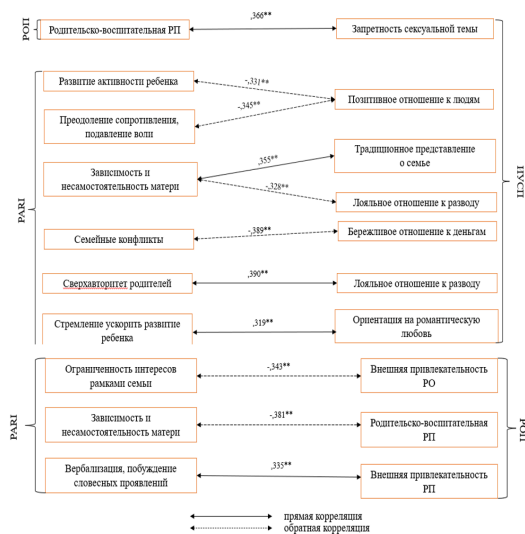 РОП
Родительско-воспитательная РП
,366**
Запретность сексуальной темы
PARI
Развитие активности ребенка
-,331**
Позитивное отношение к людям
Преодоление сопротивления,
подавление воли
-,345**
Традиционное представление
о семье
Зависимость и
несамостоятельность матери
,355**
-,328**
Лояльное отношение к разводу
ПУСП
Семейные конфликты
-,389**
Бережливое отношение к деньгам
Сверхавторитет родителей
,390**
Лояльное отношение к разводу
Стремление ускорить развитие
ребенка
,319**
Ориентация на романтическую
любовь
PARI
Ограниченность интересов
рамками семьи
-,343**
Внешняя привлекательность
РО
Зависимость и
несамостоятельность матери
-,381**
Родительско-воспитательная
РП
РОП
Вербализация, побуждение
словесных проявлений
,335**
Внешняя привлекательность
РП
прямая корреляция
обратная корреляция